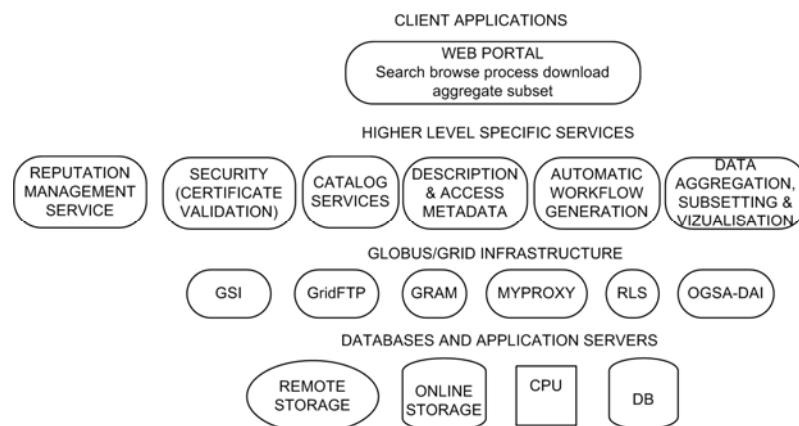 CLIENT APPLICATIONS
WEB PORTAL
Search browse process download
aggregate subset
HIGHER LEVEL SPECIFIC SERVICES
REPUTATION
MANAGEMENT
SERVICE
SECURITY
(CERTIFICATE
VALIDATION)
CATALOG
SERVICES
DESCRIPTION
& ACCESS
METADATA
AUTOMATIC
WORKFLOW
GENERATION
DATA
AGGREGATION,
SUBSETTING &
VIZUALISATION
GLOBUS/GRID INFRASTRUCTURE
GSI
GridFTP
GRAM
MYPROXY
RLS
OGSA-DAI
DATABASES AND APPLICATION SERVERS
REMOTE
STORAGE
ONLINE
STORAGE
CPU
DB